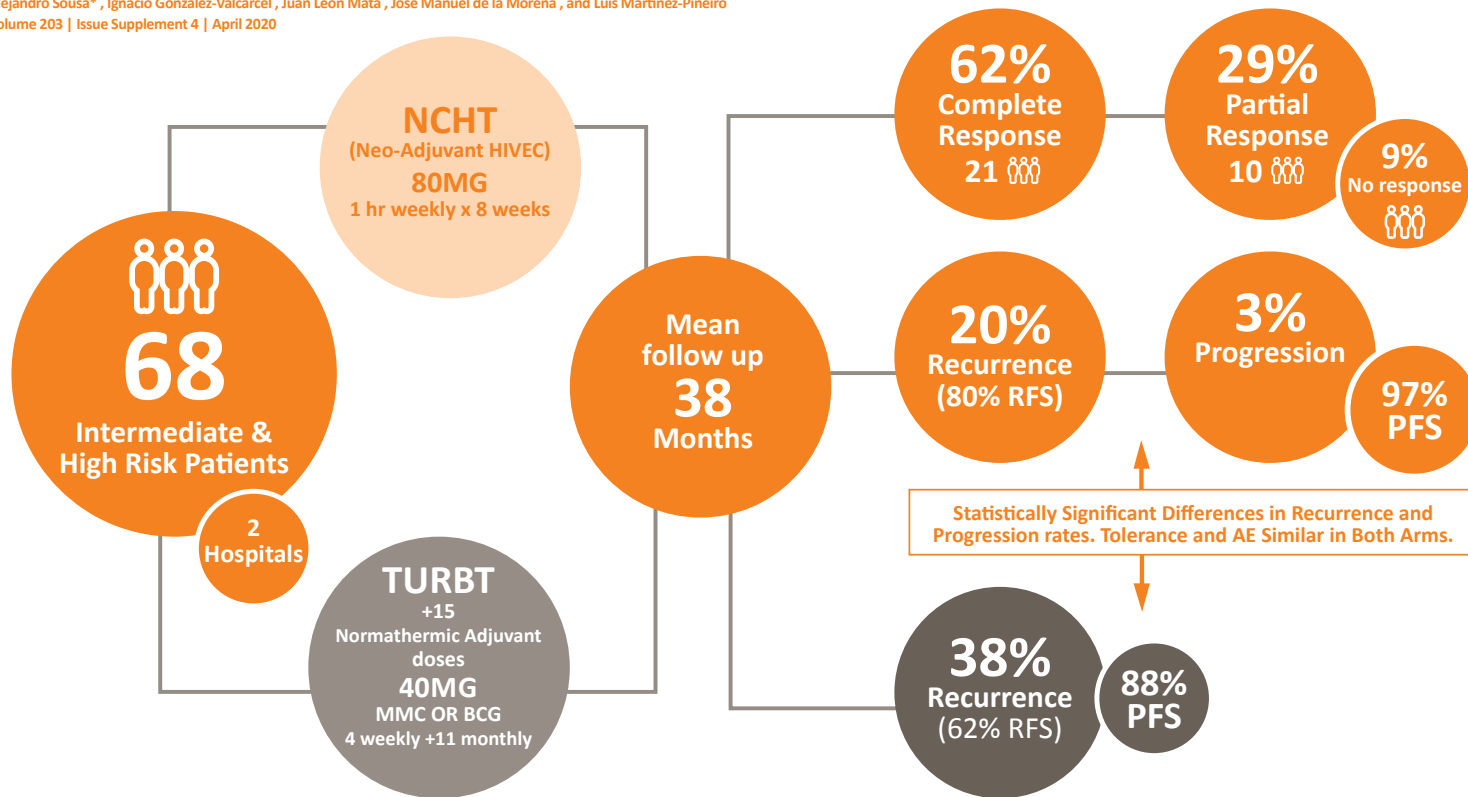 lejandro Sousa* , Ignacio González-Valcárcel , Juan León Mata , José Manuel de la Morena , and Luis Martínez-Piñeiro
olume 203 | Issue Supplement 4 | April 2020
68
Intermediate &
High Risk Patients
2
Hospitals
NCHT
(Neo-Adjuvant HIVEC)
80MG
1 hr weekly x 8 weeks
TURBT
+15
Normathermic Adjuvant
doses
40MG
MMC OR BCG
4 weekly +11 monthly
Mean
follow up
38
Months
62%
Complete
Response
21
29%
Partial
Response
10
9%
No response
20%
Recurrence
(80% RFS)
3%
Progression
97%
PFS
Statistically Significant Differences in Recurrence and
Progression rates. Tolerance and AE Similar in Both Arms.
38%
Recurrence
(62% RFS)
88%
PFS